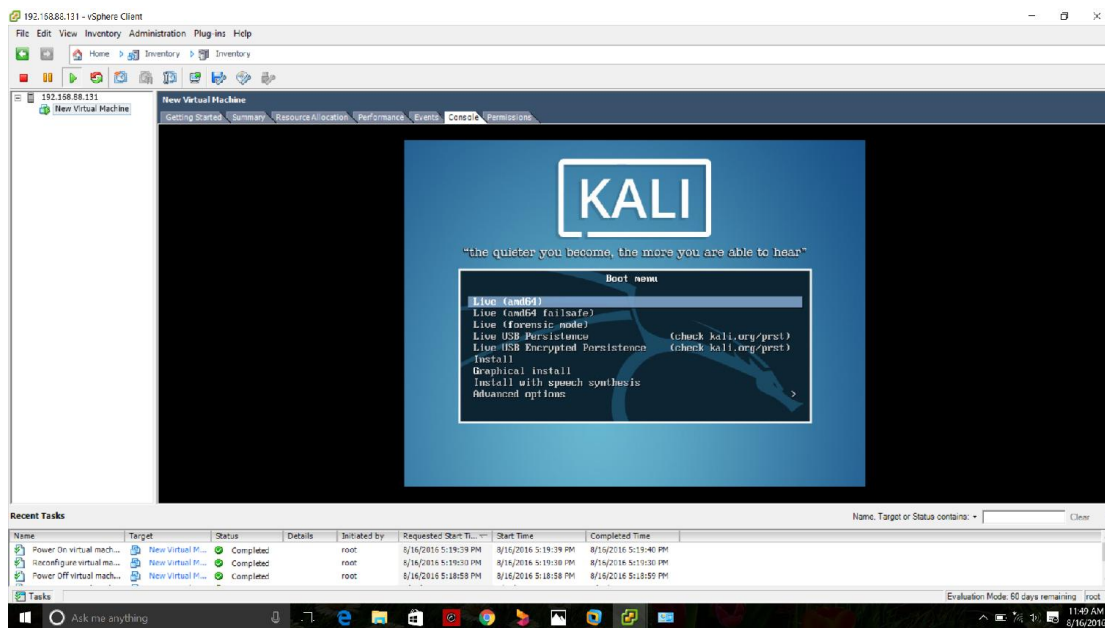 192.168.88.131 - vSphere Client
File Edit View Inventory Administration Plug-ins Help
Home Inventory Inventory
192.168.88.131
New Virtual Machine
New Virtual Machine
Getting Started Summary Resource Allocation Performance Events Console Permissions
KALI
"the quieter you become, the more you are able to hear"
Boot menu
Live (amd64)
Live (amd64 failsafe)
Live (forensic mode)
Live USB Persistence (check kali.org/prst)
Live USB Encrypted Persistence (check kali.org/prst)
Install
Graphical install
Install with speech synthesis
Advanced options >
Recent Tasks
Name, Target or Status contains: Clear
Name Target Status Details Initiated by Requested Start Ti... Start Time Completed Time
Power On virtual mach... New Virtual M... Completed root 8/16/2016 5:19:39 PM 8/16/2016 5:19:39 PM 8/16/2016 5:19:40 PM
Reconfigure virtual ma... New Virtual M... Completed root 8/16/2016 5:19:30 PM 8/16/2016 5:19:30 PM 8/16/2016 5:19:30 PM
Power Off virtual mach... New Virtual M... Completed root 8/16/2016 5:18:58 PM 8/16/2016 5:18:58 PM 8/16/2016 5:18:59 PM
Tasks
Evaluation Mode: 60 days remaining root
Ask me anything
11:49 AM
8/16/2016